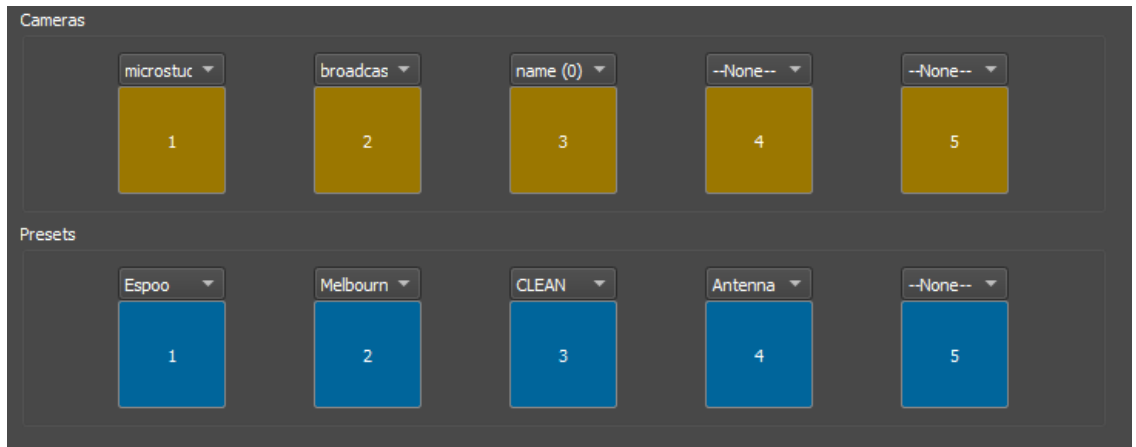 Cameras
microstuc broadcas name (0) --None-- --None--
1 2 3 4 5
Presets
Espoo Melbourn CLEAN Antenna --None--
1 2 3 4 5